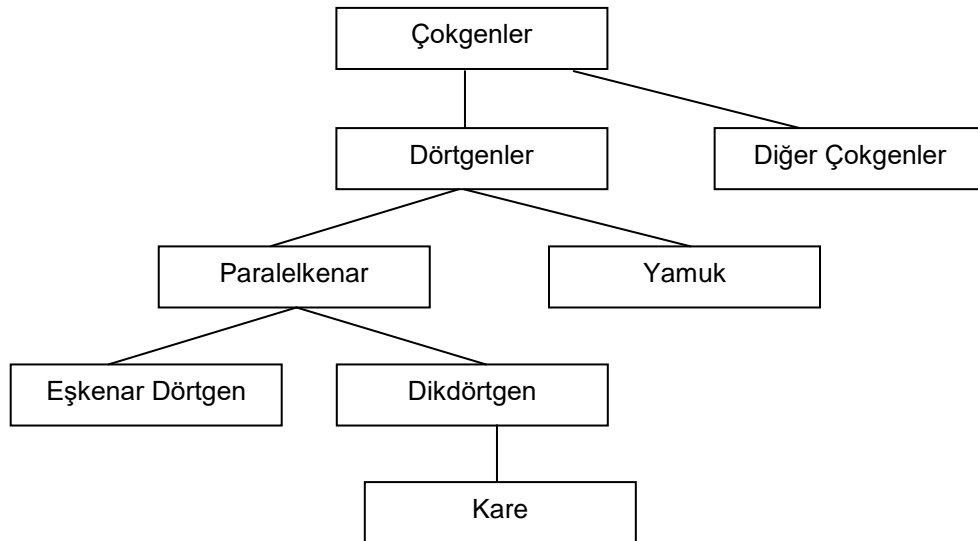 Çokgenler
Dörtgenler
Diğer Çokgenler
Paralelkenar
Yamuk
Eşkenar Dörtgen
Dikdörtgen
Kare